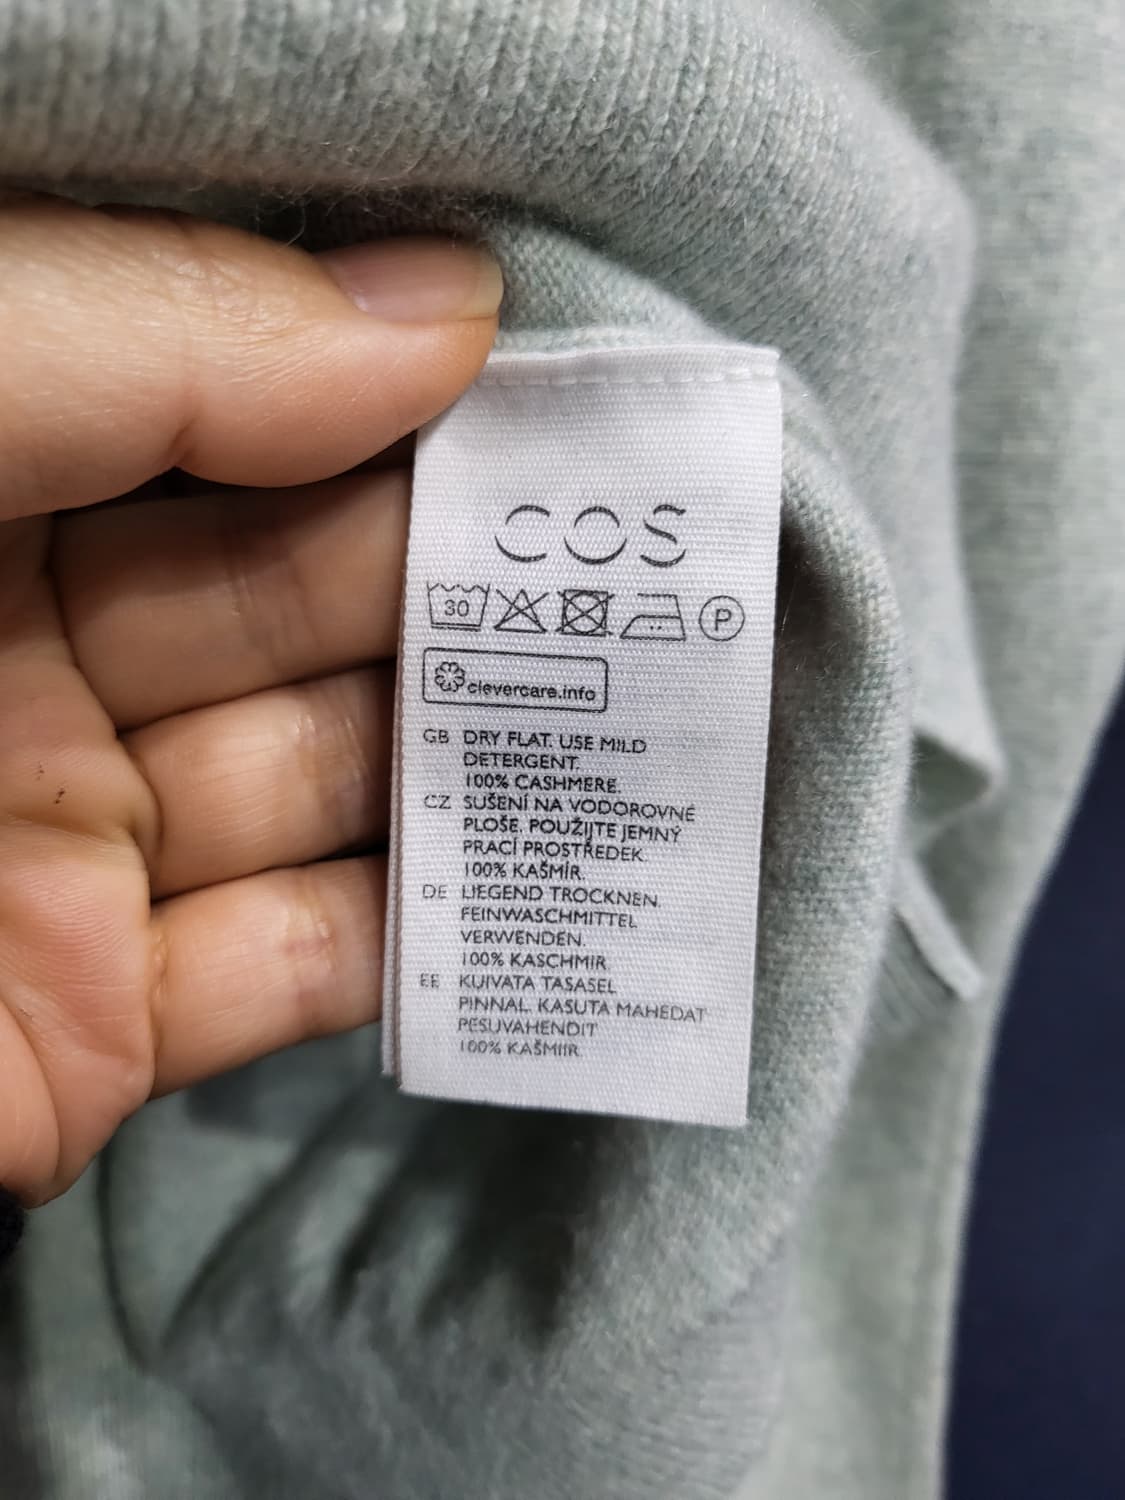 COS
30
P
clevercare.info
GB DRY FLAT. USE MILD
DETERGENT.
100% CASHMERE.
CZ SUŠENÍ NA VODOROVNÉ
PLOŠE. POUŽIJTE JEMNÝ
PRACÍ PROSTŘEDEK.
100% KAŠMÍR.
DE LIEGEND TROCKNEN.
FEINWASCHMITTEL
VERWENDEN.
100% KASCHMIR
EE KUIVATA TASASEL
PINNAL. KASUTA MAHEDAT
PESUVAHENDIT
100% KAŠMIIR